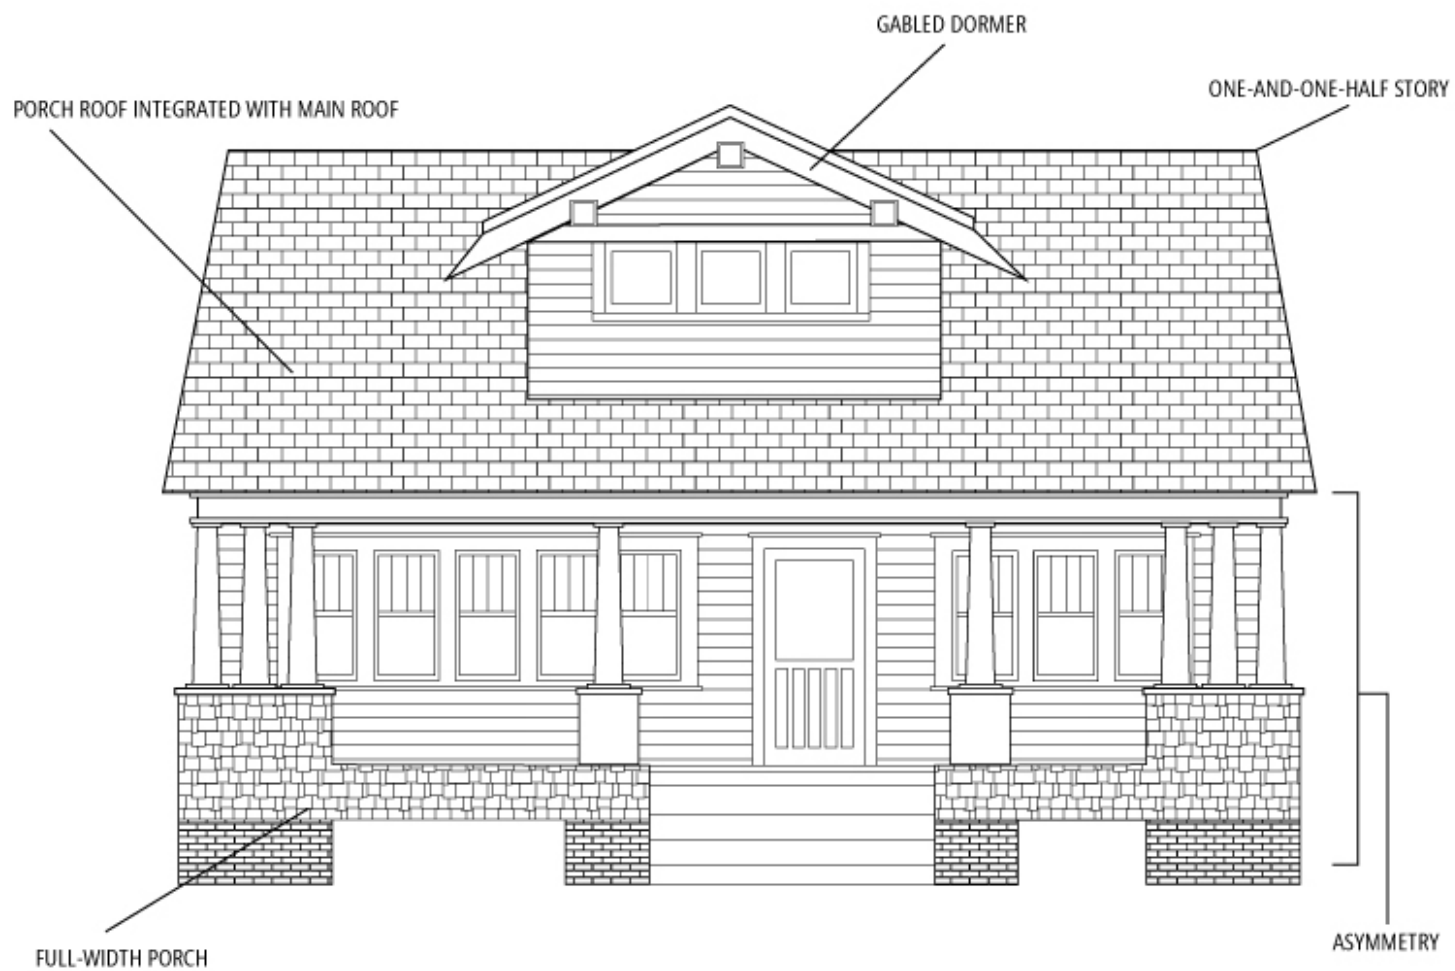 GABLED DORMER
ONE-AND-ONE-HALF STORY
PORCH ROOF INTEGRATED WITH MAIN ROOF
ASYMMETRY
FULL-WIDTH PORCH